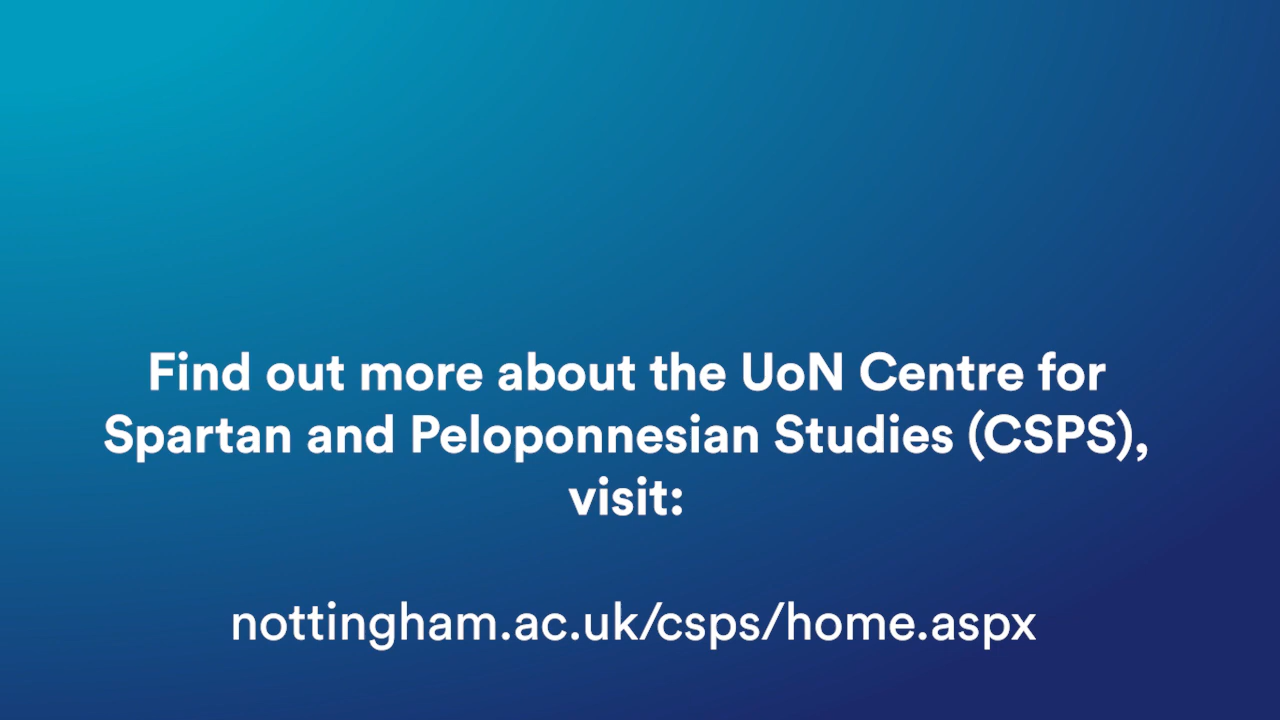 Find out more about the UoN Centre for
Spartan and Peloponnesian Studies (CSPS),
visit:
nottingham.ac.uk/csps/home.aspx